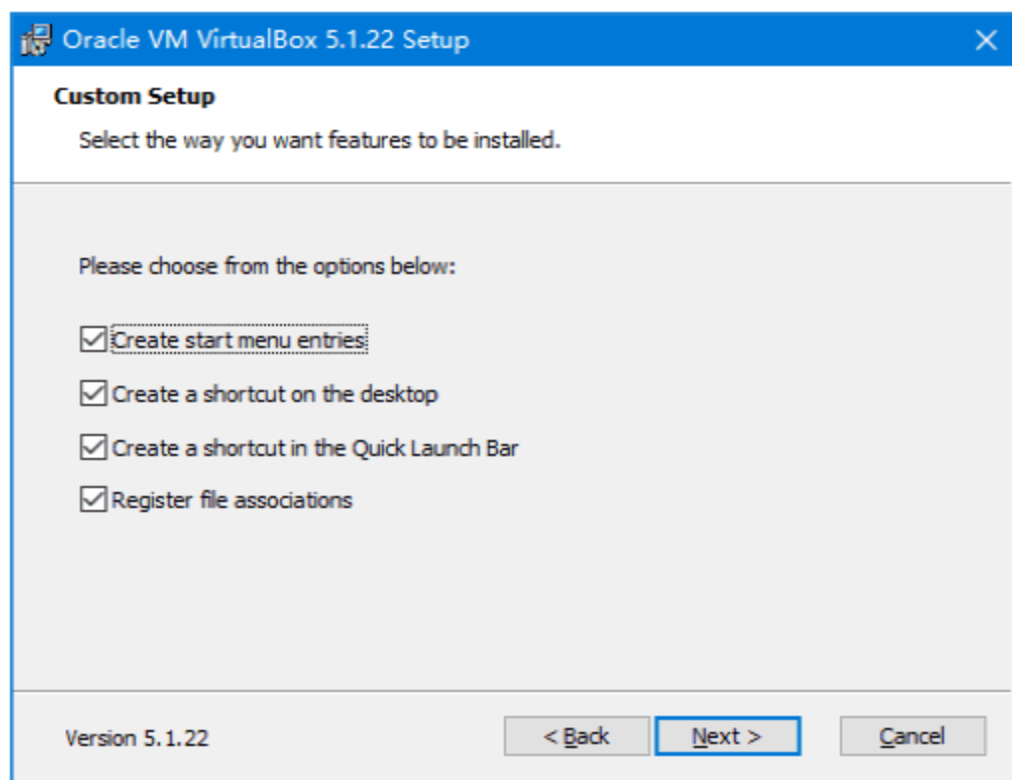 Oracle VM VirtualBox 5.1.22 Setup
Custom Setup
Select the way you want features to be installed.
Please choose from the options below:
Create start menu entries
Create a shortcut on the desktop
Create a shortcut in the Quick Launch Bar
Register file associations
Version 5.1.22
< Back
Next >
Cancel